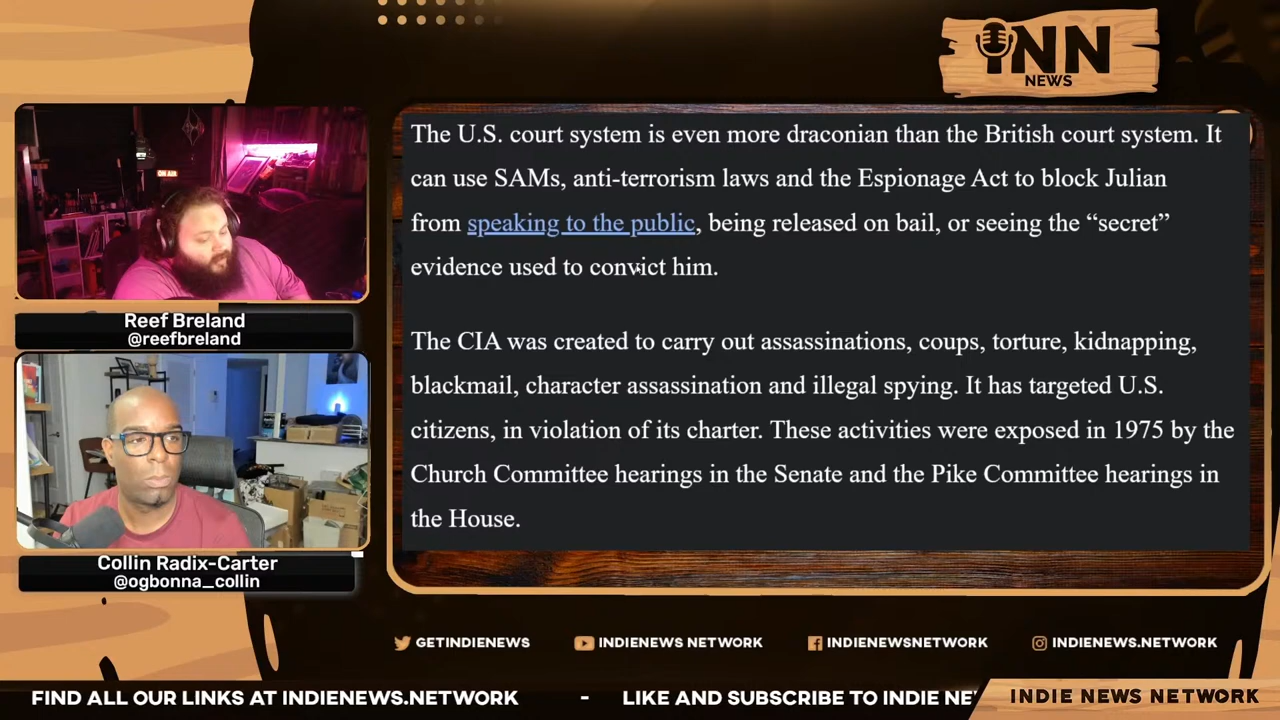 INN
NEWS
The U.S. court system is even more draconian than the British court system. It
can use SAMs, anti-terrorism laws and the Espionage Act to block Julian
from speaking to the public, being released on bail, or seeing the “secret”
evidence used to convict him.
The CIA was created to carry out assassinations, coups, torture, kidnapping,
blackmail, character assassination and illegal spying. It has targeted U.S.
citizens, in violation of its charter. These activities were exposed in 1975 by the
Church Committee hearings in the Senate and the Pike Committee hearings in
the House.
ON AIR
Reef Breland
@reefbreland
Collin Radix-Carter
@ogbonna_collin
GETINDIENEWS
INDIENEWS NETWORK
INDIENEWSNETWORK
INDIENEWS.NETWORK
FIND ALL OUR LINKS AT INDIENEWS.NETWORK - LIKE AND SUBSCRIBE TO INDIE NE
INDIE NEWS NETWORK